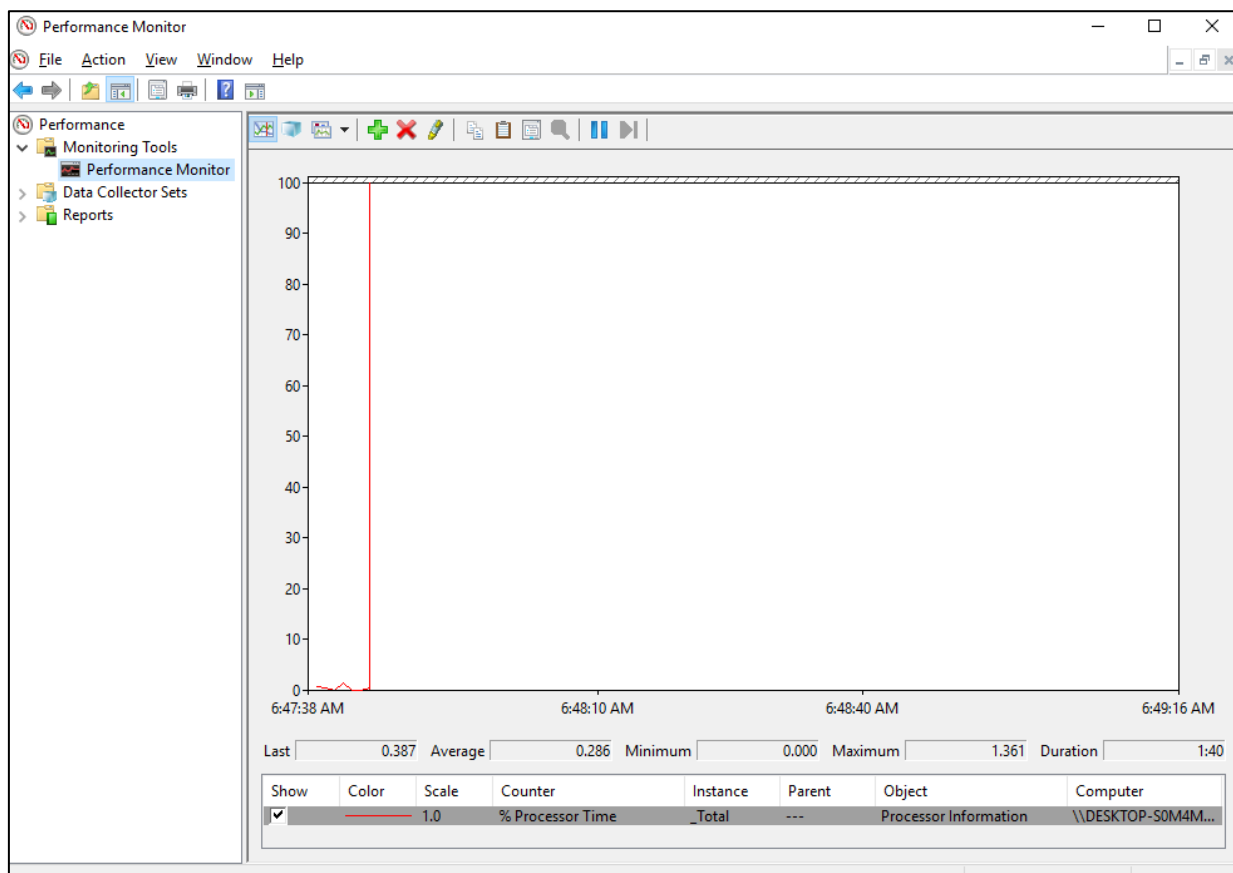 Performance Monitor
File Action View Window Help
Performance
Monitoring Tools
Performance Monitor
Data Collector Sets
Reports
100
90
80
70
60
50
40
30
20
10
0
6:47:38 AM 6:48:10 AM 6:48:40 AM 6:49:16 AM
Last 0.387 Average 0.286 Minimum 0.000 Maximum 1.361 Duration 1:40
Show Color Scale Counter Instance Parent Object Computer
1.0 % Processor Time _Total --- Processor Information \\DESKTOP-S0M4M...